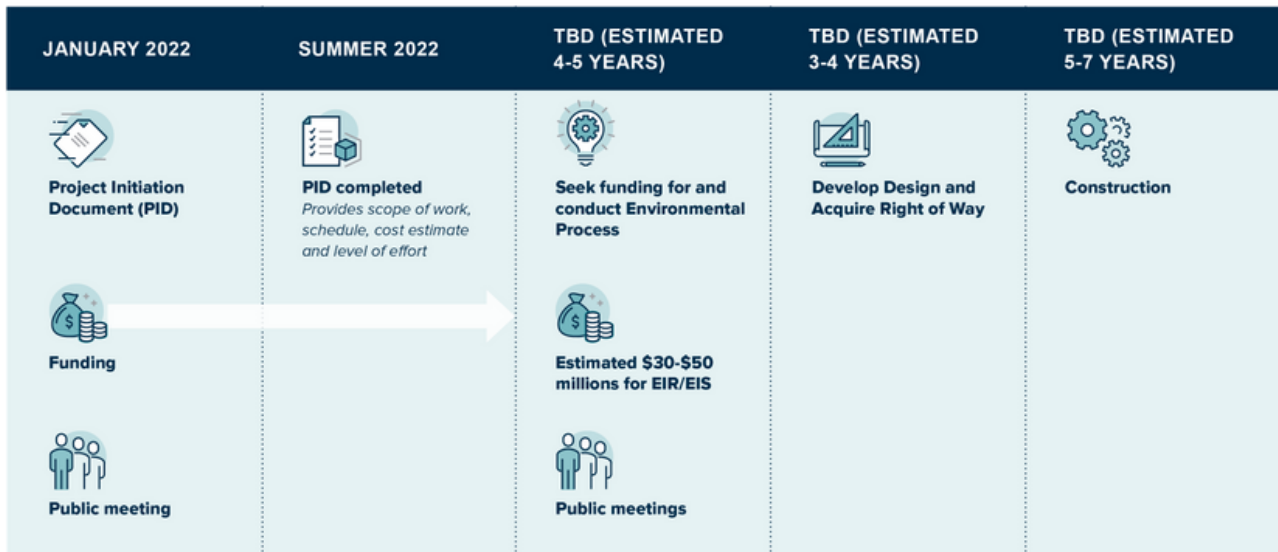 JANUARY 2022
SUMMER 2022
TBD (ESTIMATED
4-5 YEARS)
TBD (ESTIMATED
3-4 YEARS)
TBD (ESTIMATED
5-7 YEARS)
Project Initiation
Document (PID)
PID completed
Provides scope of work,
schedule, cost estimate
and level of effort
Seek funding for and
conduct Environmental
Process
Develop Design and
Acquire Right of Way
Construction
$
Funding
$
Estimated $30-$50
millions for EIR/EIS
Public meeting
Public meetings